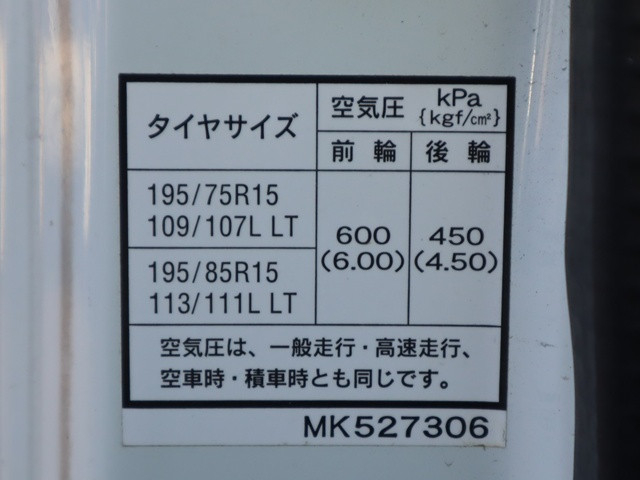 タイヤサイズ
空気圧 kPa
{kgf/cm²}
前輪 後輪
195/75R15
109/107L LT
195/85R15
113/111L LT
600 450
(6.00) (4.50)
空気圧は、一般走行・高速走行、
空車時・積車時とも同じです。
MK527306